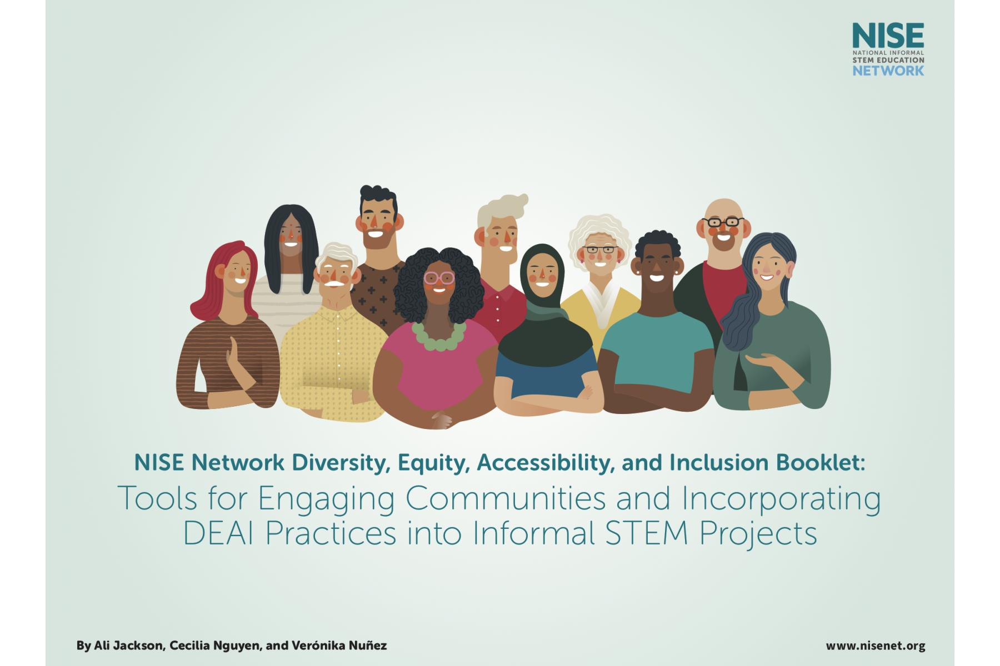 NISE
NATIONAL INFORMAL
STEM EDUCATION
NETWORK
NISE Network Diversity, Equity, Accessibility, and Inclusion Booklet:
Tools for Engaging Communities and Incorporating
DEAI Practices into Informal STEM Projects
By Ali Jackson, Cecilia Nguyen, and Verónika Nuñez
www.nisenet.org